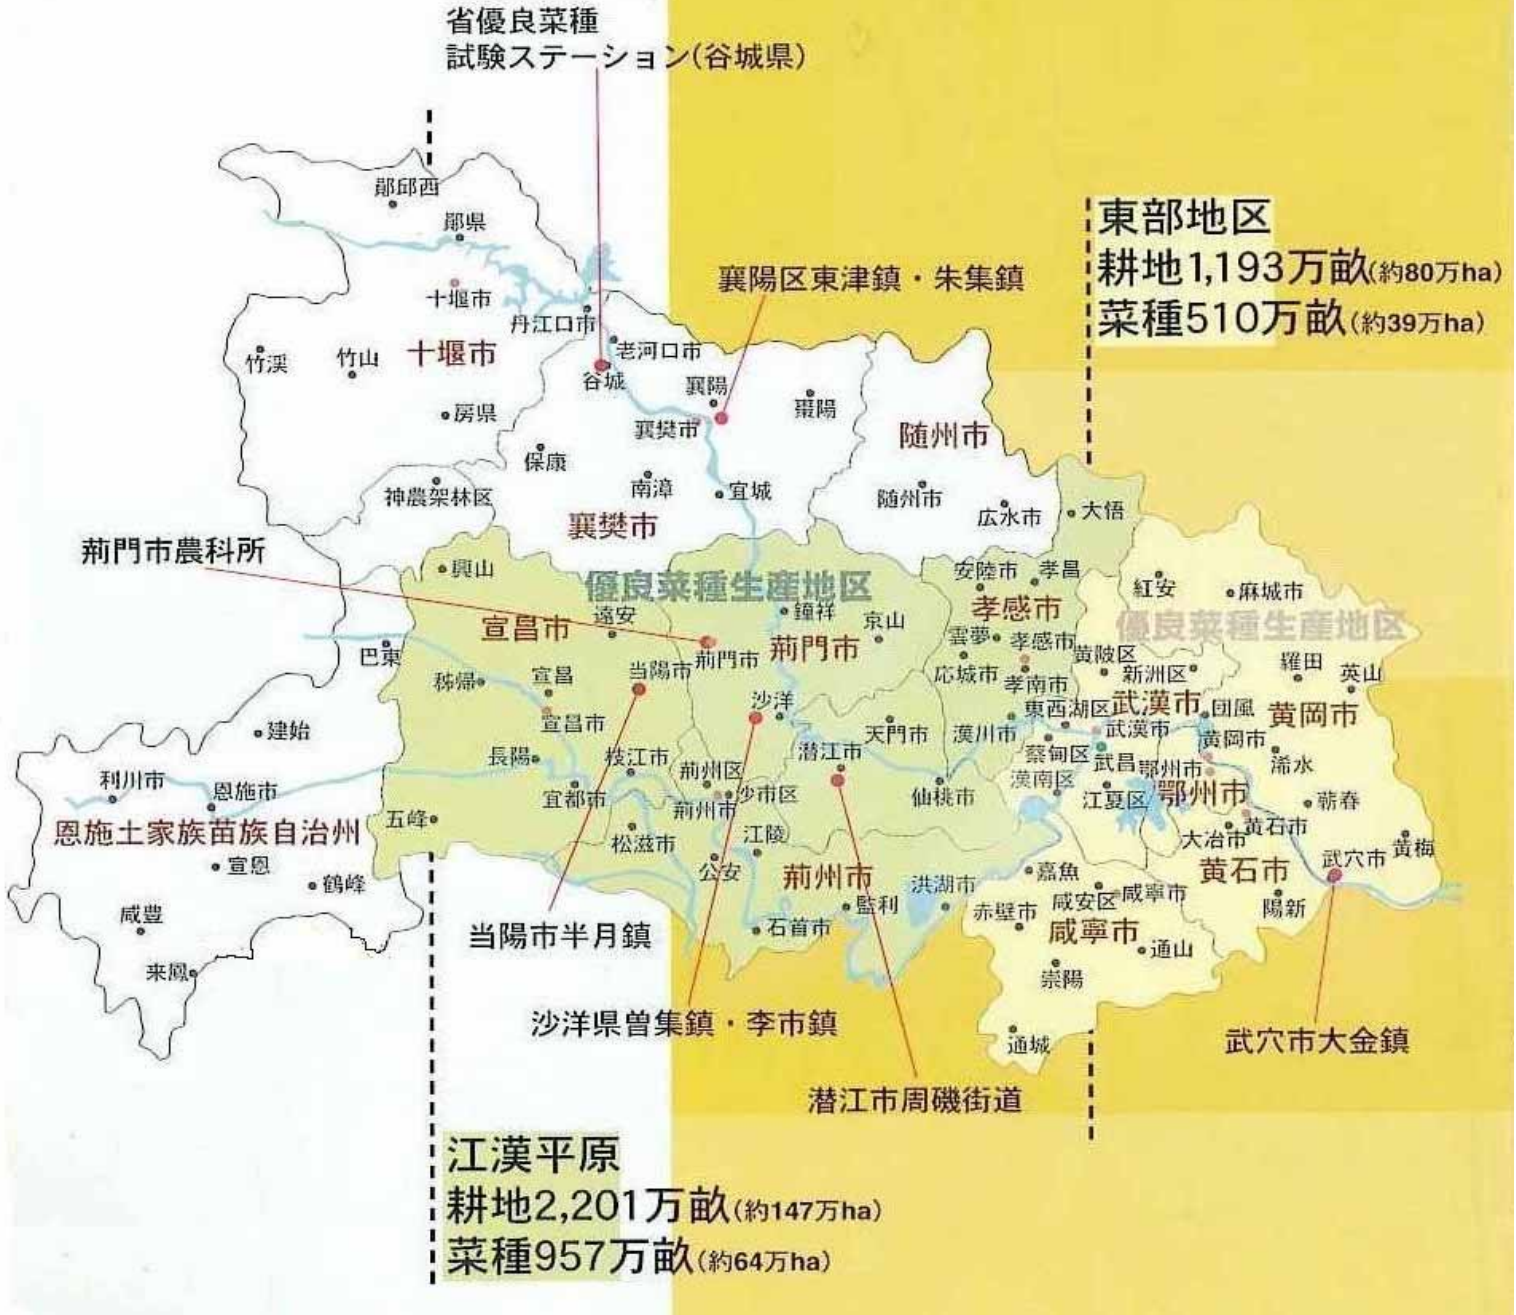 省優良菜種
試験ステーション(谷城県)
鄖邱西
鄖県
十堰市
丹江口市
竹渓
竹山
十堰市
房県
老河口市
谷城
襄陽
棗陽
襄樊市
保康
南漳
宜城
神農架林区
襄樊市
襄陽区東津鎮・朱集鎮
東部地区
耕地1,193万畝(約80万ha)
菜種510万畝(約39万ha)
随州市
随州市
広水市
大悟
荊門市農科所
興山
優良菜種生産地区
宣昌市
遠安
鐘祥
京山
荊門市
荊門市
安陸市
孝昌
孝感市
雲夢
孝感市
応城市
孝南市
紅安
麻城市
優良菜種生産地区
黄陂区
新洲区
羅田
英山
巴東
秭帰
宣昌
宣昌市
当陽市
沙洋
天門市
漢川市
東西湖区
武漢市
武漢市
団風
黄岡市
黄岡市
蔡甸区
武昌
鄂州市
浠水
建始
長陽
枝江市
荊州区
潜江市
利川市
恩施市
宜都市
荊州市
沙市区
仙桃市
漢南区
江夏区
鄂州市
蘄春
恩施土家族苗族自治州
五峰
松滋市
江陵
大冶市
黄石市
黄石市
武穴市
黄梅
宣恩
鶴峰
公安
荊州市
洪湖市
嘉魚
咸安区
咸寧市
陽新
咸豊
監利
赤壁市
咸寧市
石首市
通山
来鳳
崇陽
通城
当陽市半月鎮
沙洋県曽集鎮・李市鎮
潜江市周磯街道
武穴市大金鎮
江漢平原
耕地2,201万畝(約147万ha)
菜種957万畝(約64万ha)